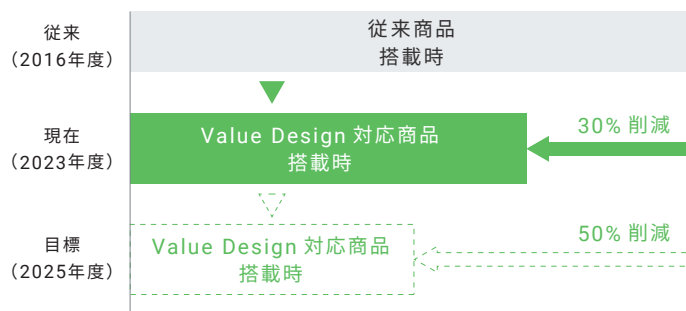 従来
（2016年度）
従来商品
搭載時
現在
（2023年度）
Value Design 対応商品
搭載時
30% 削減
目標
（2025年度）
Value Design 対応商品
搭載時
50% 削減